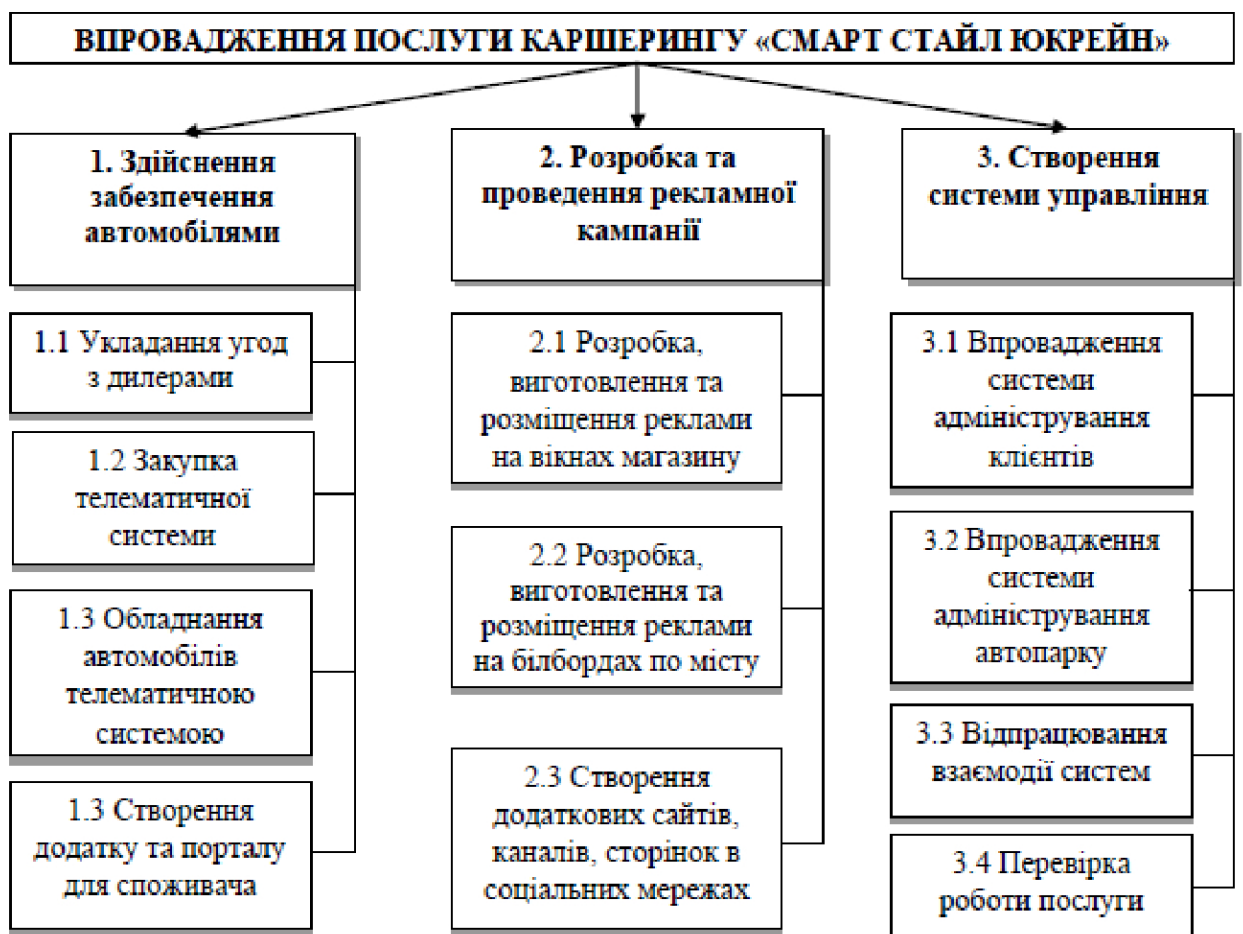 ВПРОВАДЖЕННЯ ПОСЛУГИ КАРШЕРИНГУ «СМАРТ СТАЙЛ ЮКРЕЙН»
1. Здійснення
забезпечення
автомобілями
1.1 Укладання угод
з дилерами
1.2 Закупка
телематичної
системи
1.3 Обладнання
автомобілів
телематичною
системою
1.3 Створення
додатку та порталу
для споживача
2. Розробка та
проведення рекламної
кампанії
2.1 Розробка,
виготовлення та
розміщення реклами
на вікнах магазину
2.2 Розробка,
виготовлення та
розміщення реклами
на білбордах по місту
2.3 Створення
додаткових сайтів,
каналів, сторінок в
соціальних мережах
3. Створення
системи управління
3.1 Впровадження
системи
адміністрування
клієнтів
3.2 Впровадження
системи
адміністрування
автопарку
3.3 Відпрацювання
взаємодії систем
3.4 Перевірка
роботи послуги